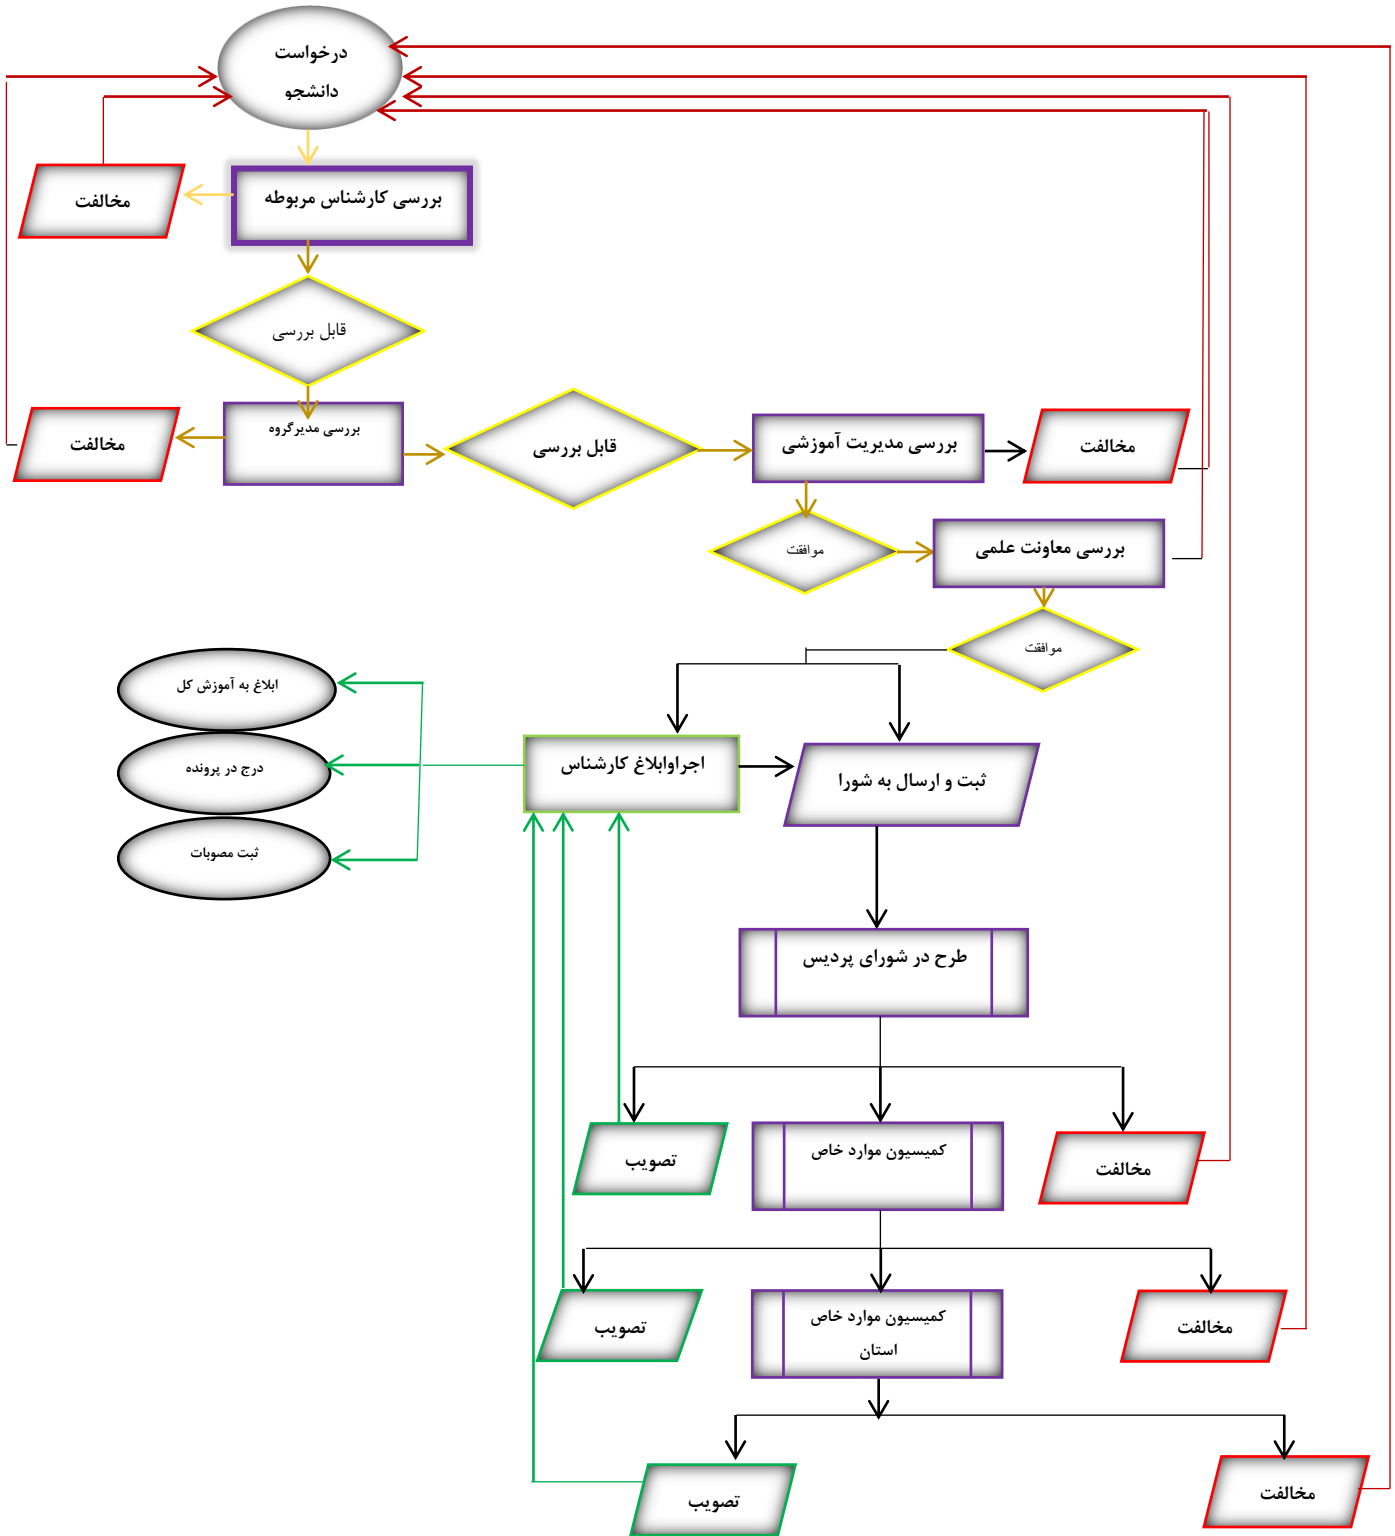 درخواست
دانشجو
بررسی کارشناس مربوطه
مخالفت
قابل بررسی
بررسی مدیرگروه
مخالفت
قابل بررسی
بررسی مدیریت آموزشی
مخالفت
موافقت
بررسی معاونت علمی
موافقت
ابلاغ به آموزش کل
درج در پرونده
ثبت مصوبات
اجراوابلاغ کارشناس
ثبت و ارسال به شورا
طرح در شورای پردیس
تصویب
کمیسیون موارد خاص
مخالفت
تصویب
کمیسیون موارد خاص
استان
مخالفت
تصویب
مخالفت